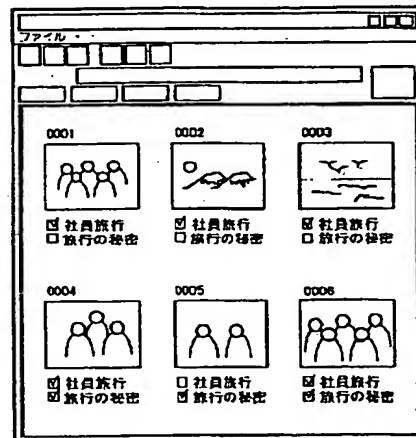 ファイル
0001
0002
0003
☑ 社員旅行
☐ 旅行の秘密
☑ 社員旅行
☐ 旅行の秘密
☑ 社員旅行
☐ 旅行の秘密
0004
0005
0006
☑ 社員旅行
☑ 旅行の秘密
☐ 社員旅行
☑ 旅行の秘密
☑ 社員旅行
☑ 旅行の秘密